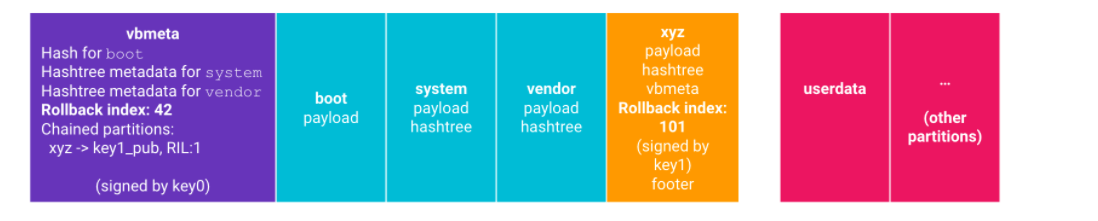 vbmeta
Hash for boot
Hashtree metadata for system
Hashtree metadata for vendor
Rollback index: 42
Chained partitions:
xyz -> key1_pub, RIL:1
(signed by key0)
boot
payload
system
payload
hashtree
vendor
payload
hashtree
xyz
payload
hashtree
vbmeta
Rollback index:
101
(signed by
key1)
footer
userdata
...
(other
partitions)